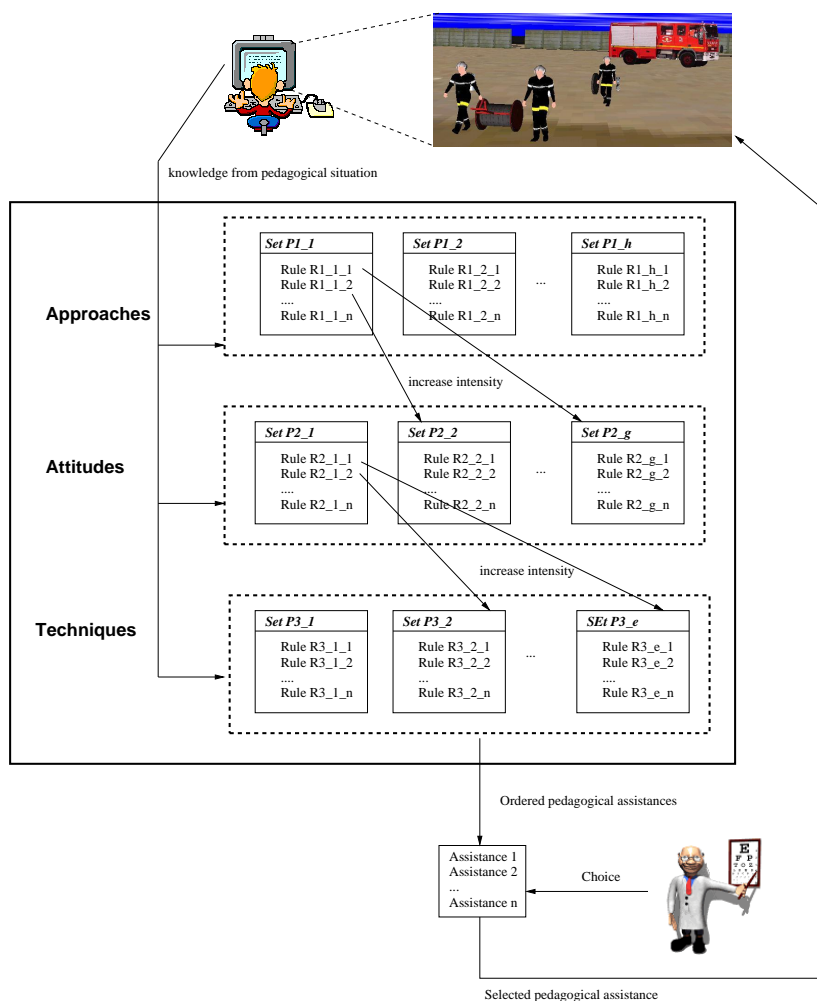 knowledge from pedagogical situation
Approaches
Set P1_1
Rule R1_1_1
Rule R1_1_2
....
Rule R1_1_n
Set P1_2
Rule R1_2_1
Rule R1_2_2
....
Rule R1_2_n
...
Set P1_h
Rule R1_h_1
Rule R1_h_2
....
Rule R1_h_n
increase intensity
Attitudes
Set P2_1
Rule R2_1_1
Rule R2_1_2
....
Rule R2_1_n
Set P2_2
Rule R2_2_1
Rule R2_2_2
....
Rule R2_2_n
...
Set P2_g
Rule R2_g_1
Rule R2_g_2
....
Rule R2_g_n
increase intensity
Techniques
Set P3_1
Rule R3_1_1
Rule R3_1_2
....
Rule R3_1_n
Set P3_2
Rule R3_2_1
Rule R3_2_2
...
Rule R3_2_n
...
SEt P3_e
Rule R3_e_1
Rule R3_e_2
....
Rule R3_e_n
Ordered pedagogical assistances
Assistance 1
Assistance 2
...
Assistance n
Choice
E
F P
T O Z
Selected pedagogical assistance